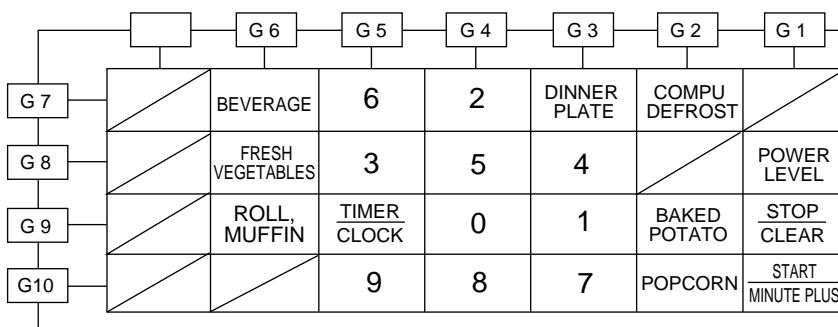 G 6 G 5 G 4 G 3 G 2 G 1
G 7 BEVERAGE 6 2 DINNER PLATE COMPU DEFROST
G 8 FRESH VEGETABLES 3 5 4 POWER LEVEL
G 9 ROLL, MUFFIN TIMER CLOCK 0 1 BAKED POTATO STOP CLEAR
G10 9 8 7 POPCORN START MINUTE PLUS